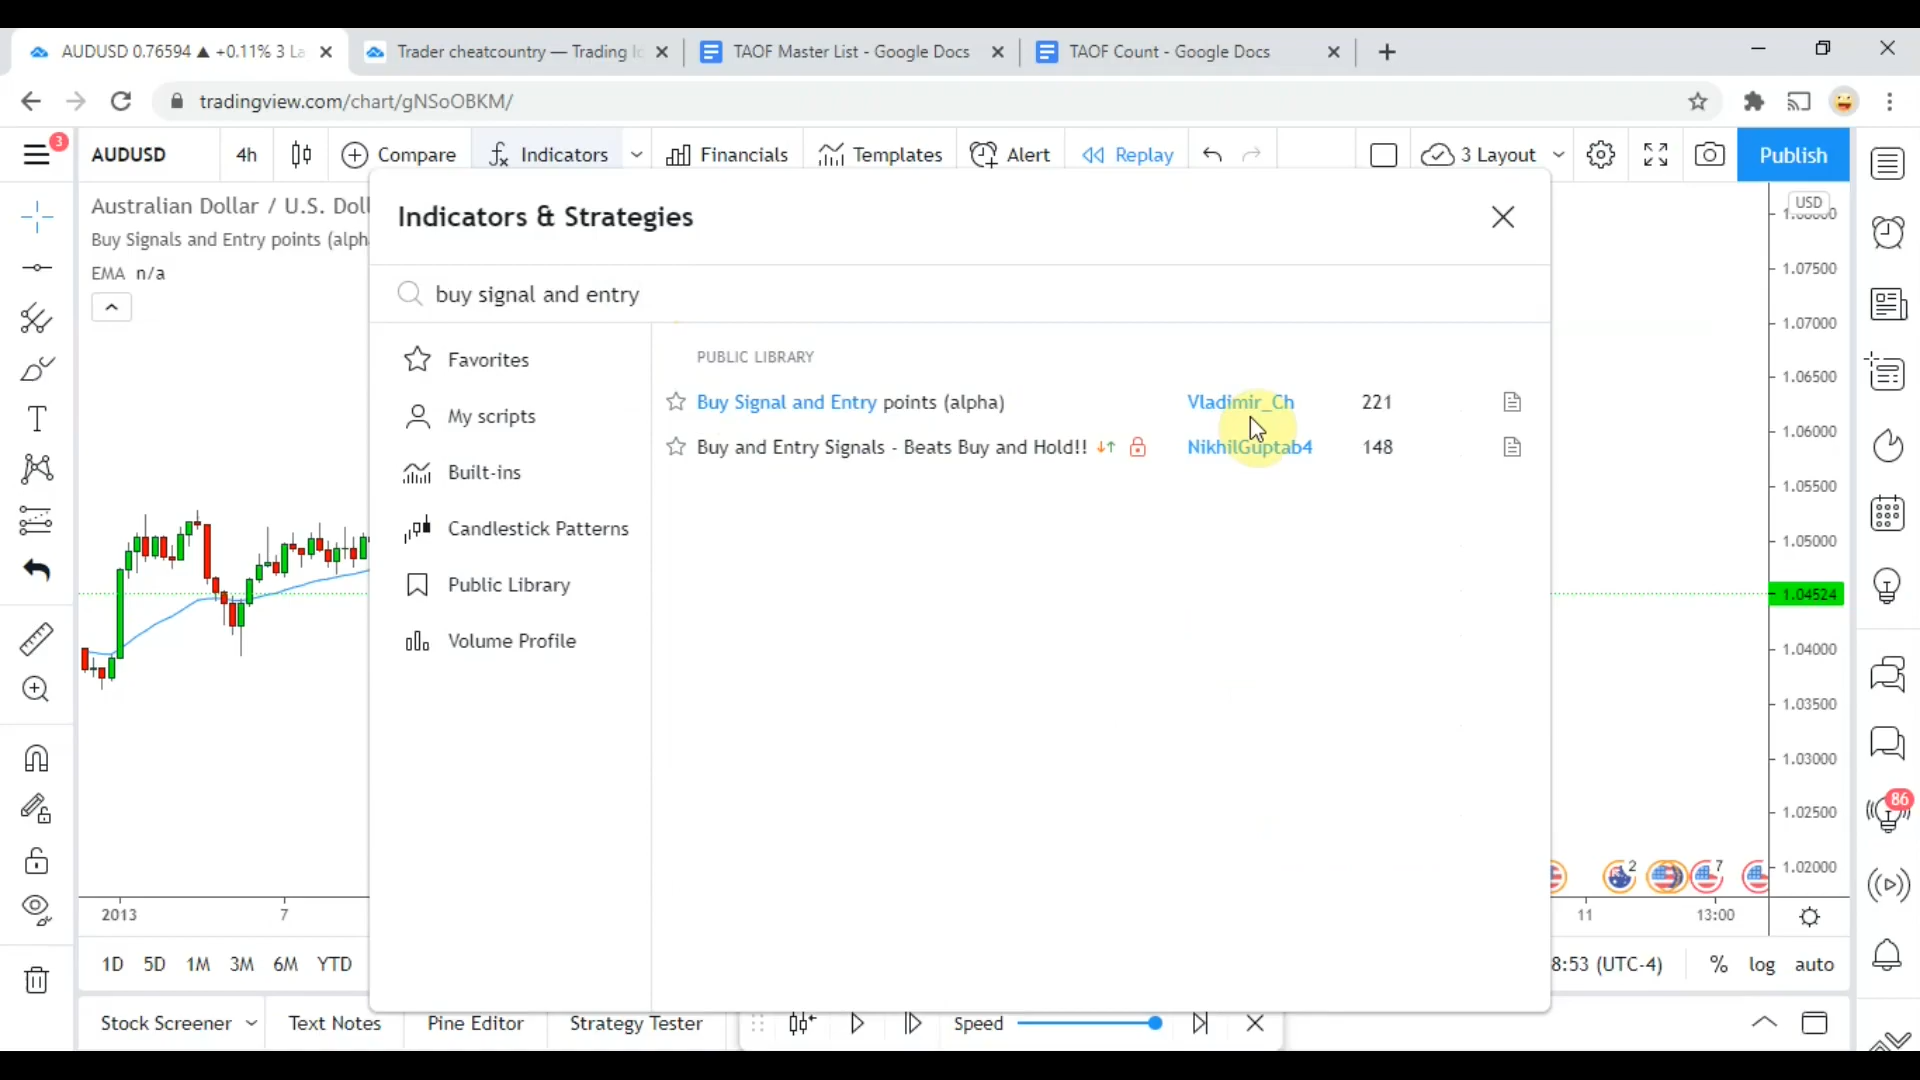 AUDUSD 0.76594 ▲ +0.11% 3 La
Trader cheatcountry — Trading Id
TAOF Master List - Google Docs
TAOF Count - Google Docs
tradingview.com/chart/gNSoOBKM/
3
AUDUSD
4h
Compare
Indicators
Financials
Templates
Alert
Replay
3 Layout
Publish
Australian Dollar / U.S. Doll
Buy Signals and Entry points (alph
EMA n/a
Indicators & Strategies
buy signal and entry
Favorites
My scripts
Built-ins
Candlestick Patterns
Public Library
Volume Profile
PUBLIC LIBRARY
Buy Signal and Entry points (alpha) Vladimir_Ch 221
Buy and Entry Signals - Beats Buy and Hold!! NikhilGuptab4 148
USD
1.07500
1.07000
1.06500
1.06000
1.05500
1.05000
1.04524
1.04000
1.03500
1.03000
1.02500
1.02000
86
2
7
2013
7
11
13:00
1D 5D 1M 3M 6M YTD
8:53 (UTC-4)
% log auto
Stock Screener
Text Notes
Pine Editor
Strategy Tester
Speed